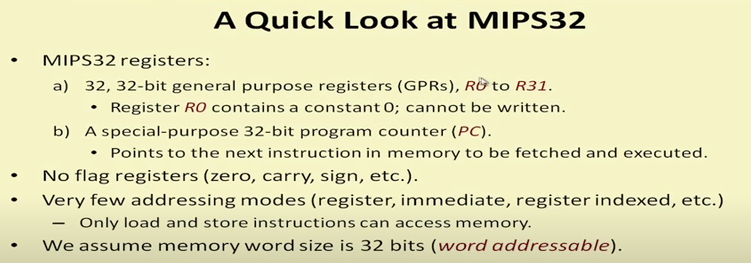 A Quick Look at MIPS32
• MIPS32 registers:
a) 32, 32-bit general purpose registers (GPRs), R0 to R31.
• Register R0 contains a constant 0; cannot be written.
b) A special-purpose 32-bit program counter (PC).
• Points to the next instruction in memory to be fetched and executed.
• No flag registers (zero, carry, sign, etc.).
• Very few addressing modes (register, immediate, register indexed, etc.)
– Only load and store instructions can access memory.
• We assume memory word size is 32 bits (word addressable).